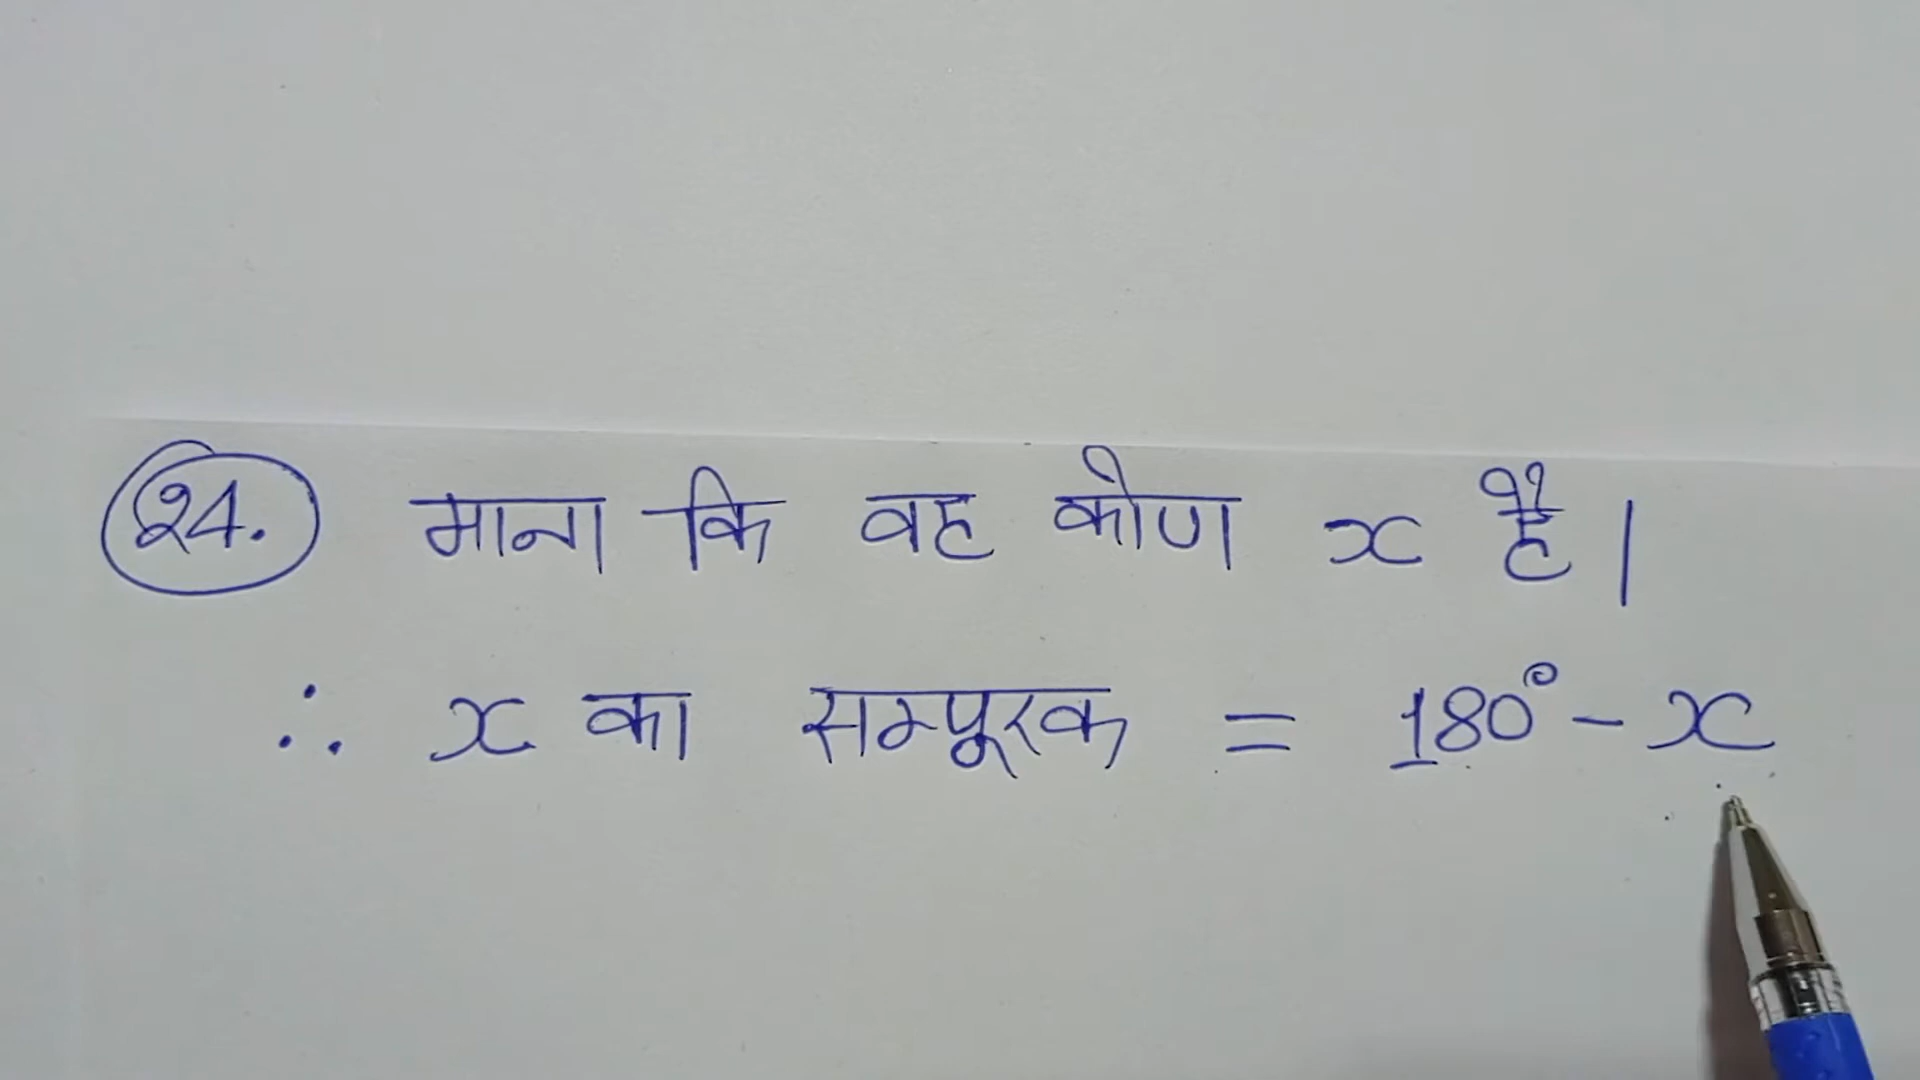 24. माना कि वह कोण x है।
∴ x का सम्पूरक = 180° - x